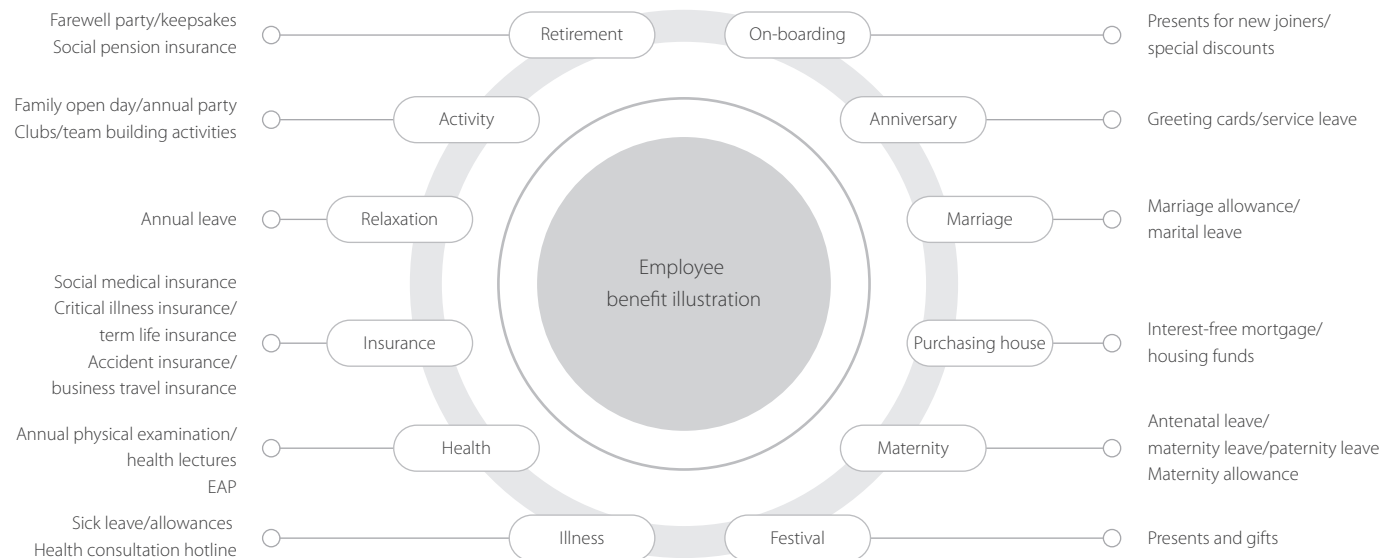 Farewell party/keepsakes
Social pension insurance
Retirement
On-boarding
Presents for new joiners/
special discounts
Family open day/annual party
Clubs/team building activities
Activity
Anniversary
Greeting cards/service leave
Annual leave
Relaxation
Marriage
Marriage allowance/
marital leave
Employee
benefit illustration
Social medical insurance
Critical illness insurance/
term life insurance
Accident insurance/
business travel insurance
Insurance
Purchasing house
Interest-free mortgage/
housing funds
Annual physical examination/
health lectures
EAP
Health
Maternity
Antenatal leave/
maternity leave/paternity leave
Maternity allowance
Sick leave/allowances
Health consultation hotline
Illness
Festival
Presents and gifts